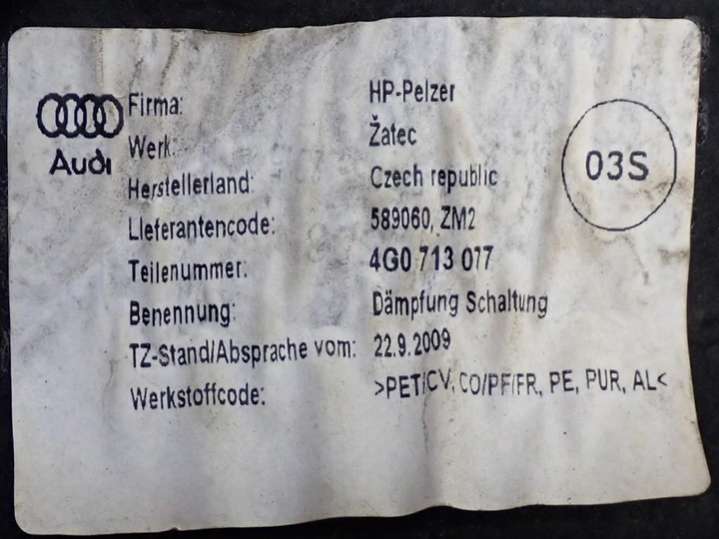 Firma: HP-Pelzer
Audi
Werk: Žatec
03S
Herstellerland: Czech republic
Lieferantencode: 589060, ZM2
Teilenummer: 4G0 713 077
Benennung: Dämpfung Schaltung
TZ-Stand/Absprache vom: 22.9.2009
Werkstoffcode: >PET/CV, CO/PF/FR, PE, PUR, AL<